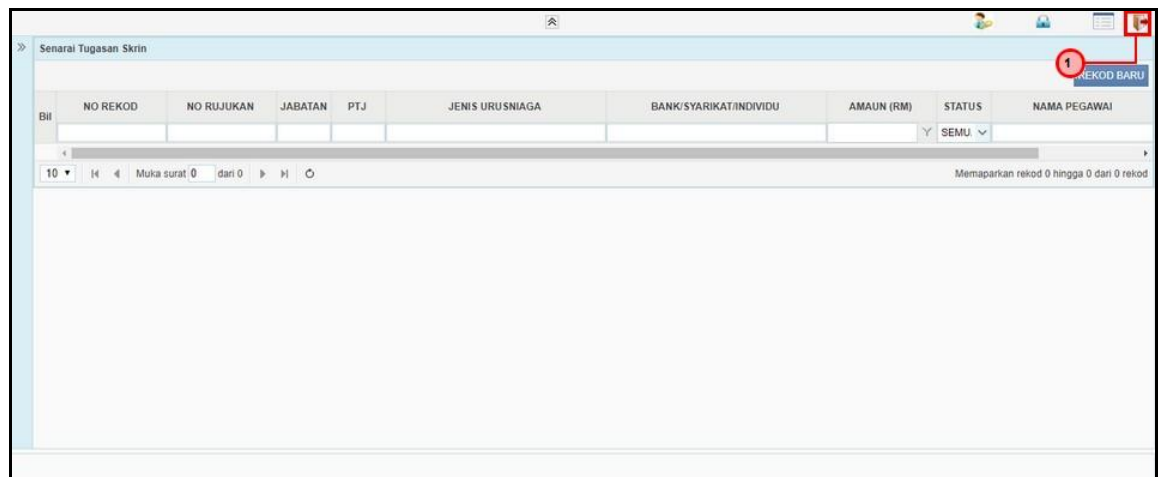 Senarai Tugasan Skrin
1
REKOD BARU
Bil NO REKOD NO RUJUKAN JABATAN PTJ JENIS URUSNIAGA BANK/SYARIKAT/INDIVIDU AMAUN (RM) STATUS NAMA PEGAWAI
SEMU
10 Muka surat 0 dari 0 Memaparkan rekod 0 hingga 0 dari 0 rekod